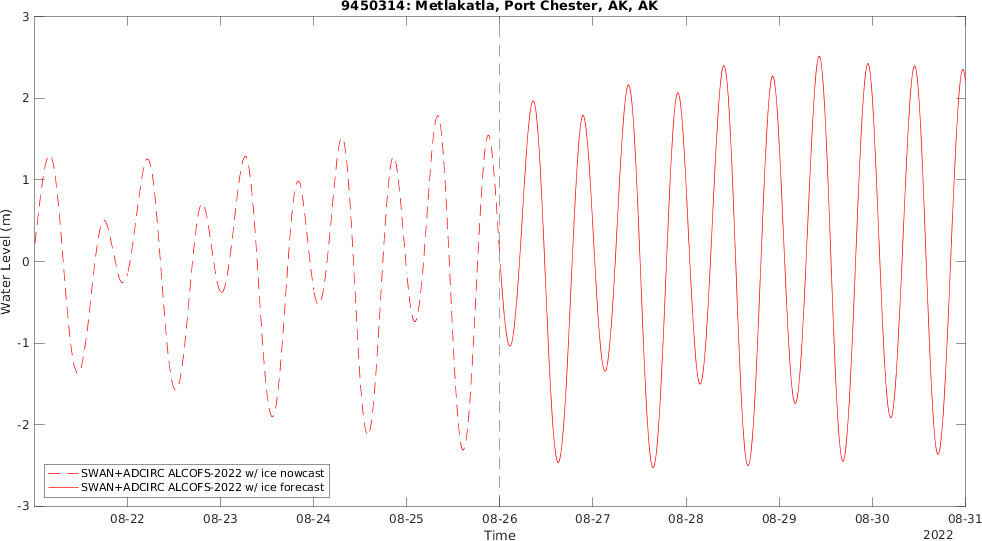 9450314: Metlakatla, Port Chester, AK, AK
3
2
1
0
-1
-2
-3
Water Level (m)
SWAN+ADCIRC ALCOFS-2022 w/ ice nowcast
SWAN+ADCIRC ALCOFS-2022 w/ ice forecast
08-22 08-23 08-24 08-25 08-26 08-27 08-28 08-29 08-30 08-31
Time
2022